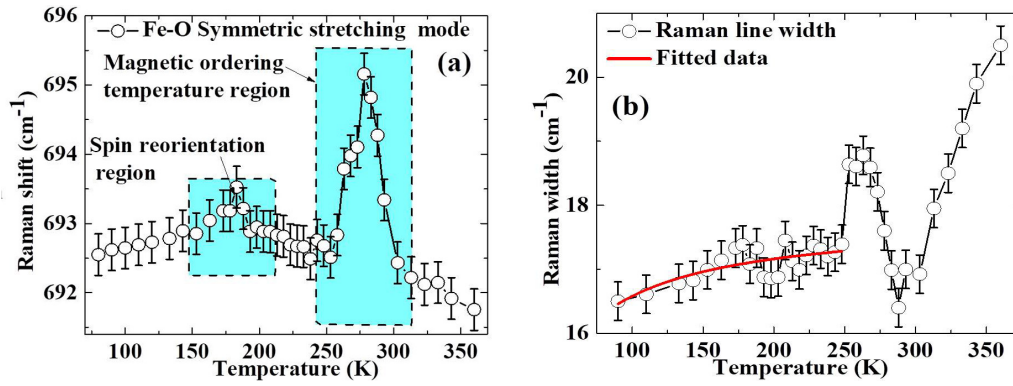 696
695
694
693
692
Raman shift (cm-1)
Fe-O Symmetric stretching mode
(a)
Magnetic ordering
temperature region
Spin reorientation
region
100 150 200 250 300 350
Temperature (K)
20
18
16
Raman width (cm-1)
Raman line width
Fitted data
(b)
100 150 200 250 300 350
Temperature (K)